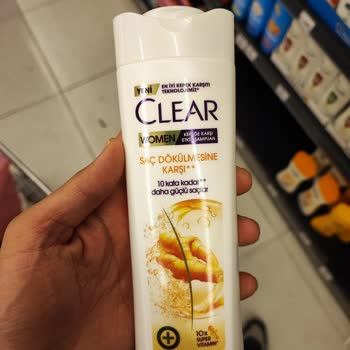 YENİ
EN İYİ KEPEK KARŞITI
TEKNOLOJİMİZ*
CLEAR
WOMEN
KEPEĞE KARŞI
ETKİLİ ŞAMPUAN
SAÇ DÖKÜLMESİNE
KARŞI**
10 kata kadar**
daha güçlü saçlar
10x
SUPER
VITAMIN*